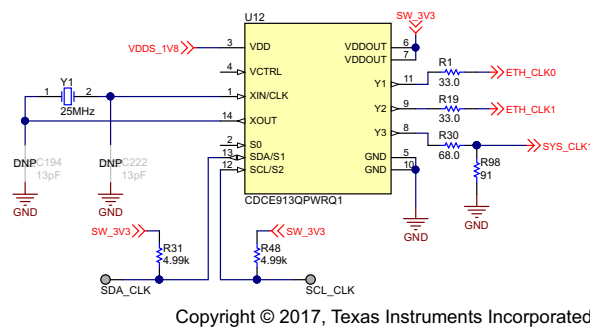 U12
SW_3V3
VDDS_1V8
3 VDD VDDOUT 6
VDDOUT 7
4 VCTRL
Y1 11 R1 33.0 ETH_CLK0
1 Y1 2 25MHz
1 XIN/CLK
Y2 9 R19 33.0 ETH_CLK1
14 XOUT
Y3 8 R30 68.0 SYS_CLK1
2 S0
13 SDA/S1 GND 5
12 SCL/S2 GND 10
R98 91
DNP C194 13pF
DNP C222 13pF
GND
GND
CDCE913QPWRQ1
GND
GND
SW_3V3
SW_3V3
R31 4.99k
R48 4.99k
SDA_CLK
SCL_CLK
Copyright © 2017, Texas Instruments Incorporated